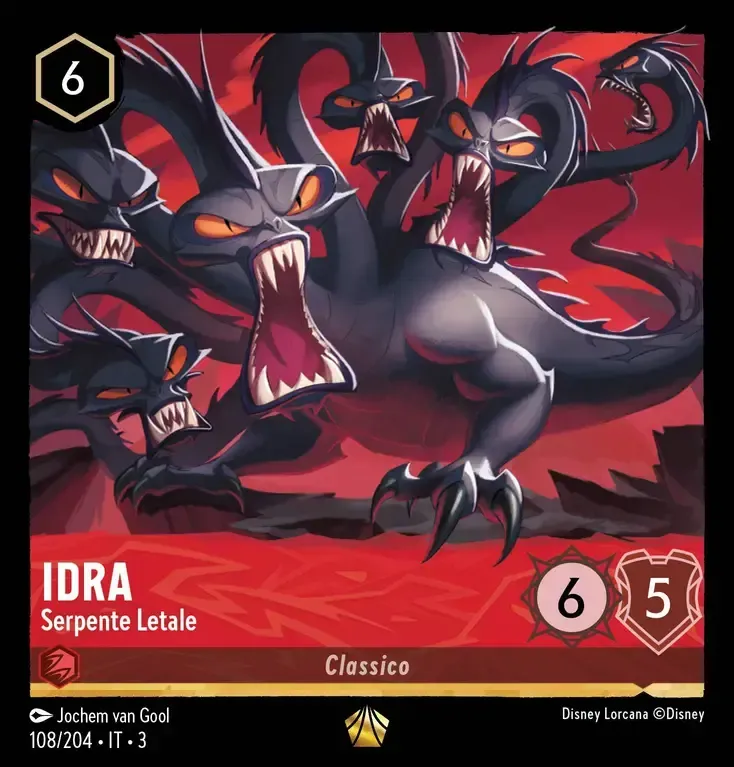 6
IDRA
Serpente Letale
6
5
Classico
Jochem van Gool
Disney Lorcana ©Disney
108/204 • IT • 3